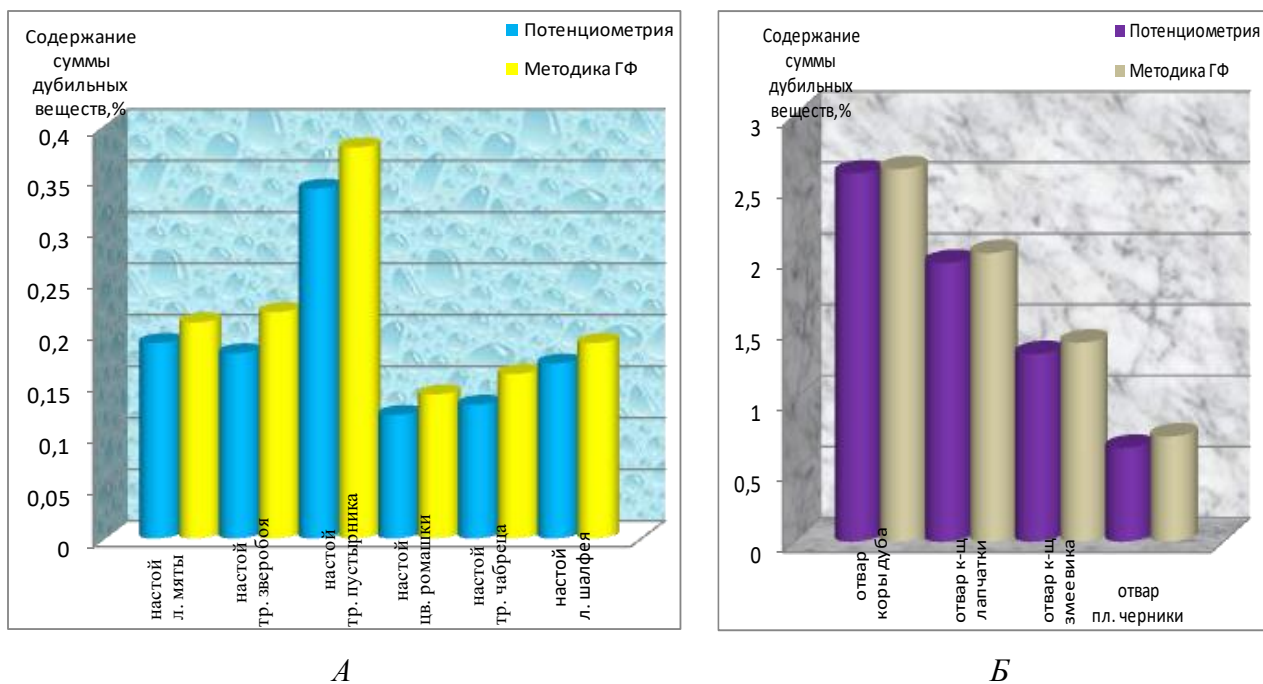 Содержание
суммы
дубильных
веществ,%
Потенциометрия
Методика ГФ
0,4
0,35
0,3
0,25
0,2
0,15
0,1
0,05
0
настой
л. мяты
настой
тр. зверобоя
настой
тр. пустырника
настой
цв. ромашки
настой
тр. чабреца
настой
л. шалфея
А
Содержание
суммы
дубильных
веществ,%
Потенциометрия
Методика ГФ
3
2,5
2
1,5
1
0,5
0
отвар
коры дуба
отвар к-щ
лапчатки
отвар к-щ
змеевика
отвар
пл. черники
Б